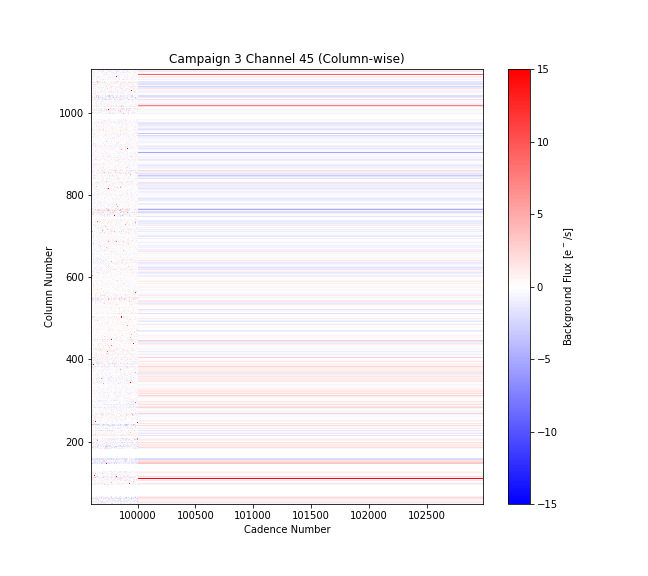 Campaign 3 Channel 45 (Column-wise)
1000
800
600
400
200
Column Number
100000 100500 101000 101500 102000 102500
Cadence Number
15
10
5
0
−5
−10
−15
Background Flux [e⁻/s]